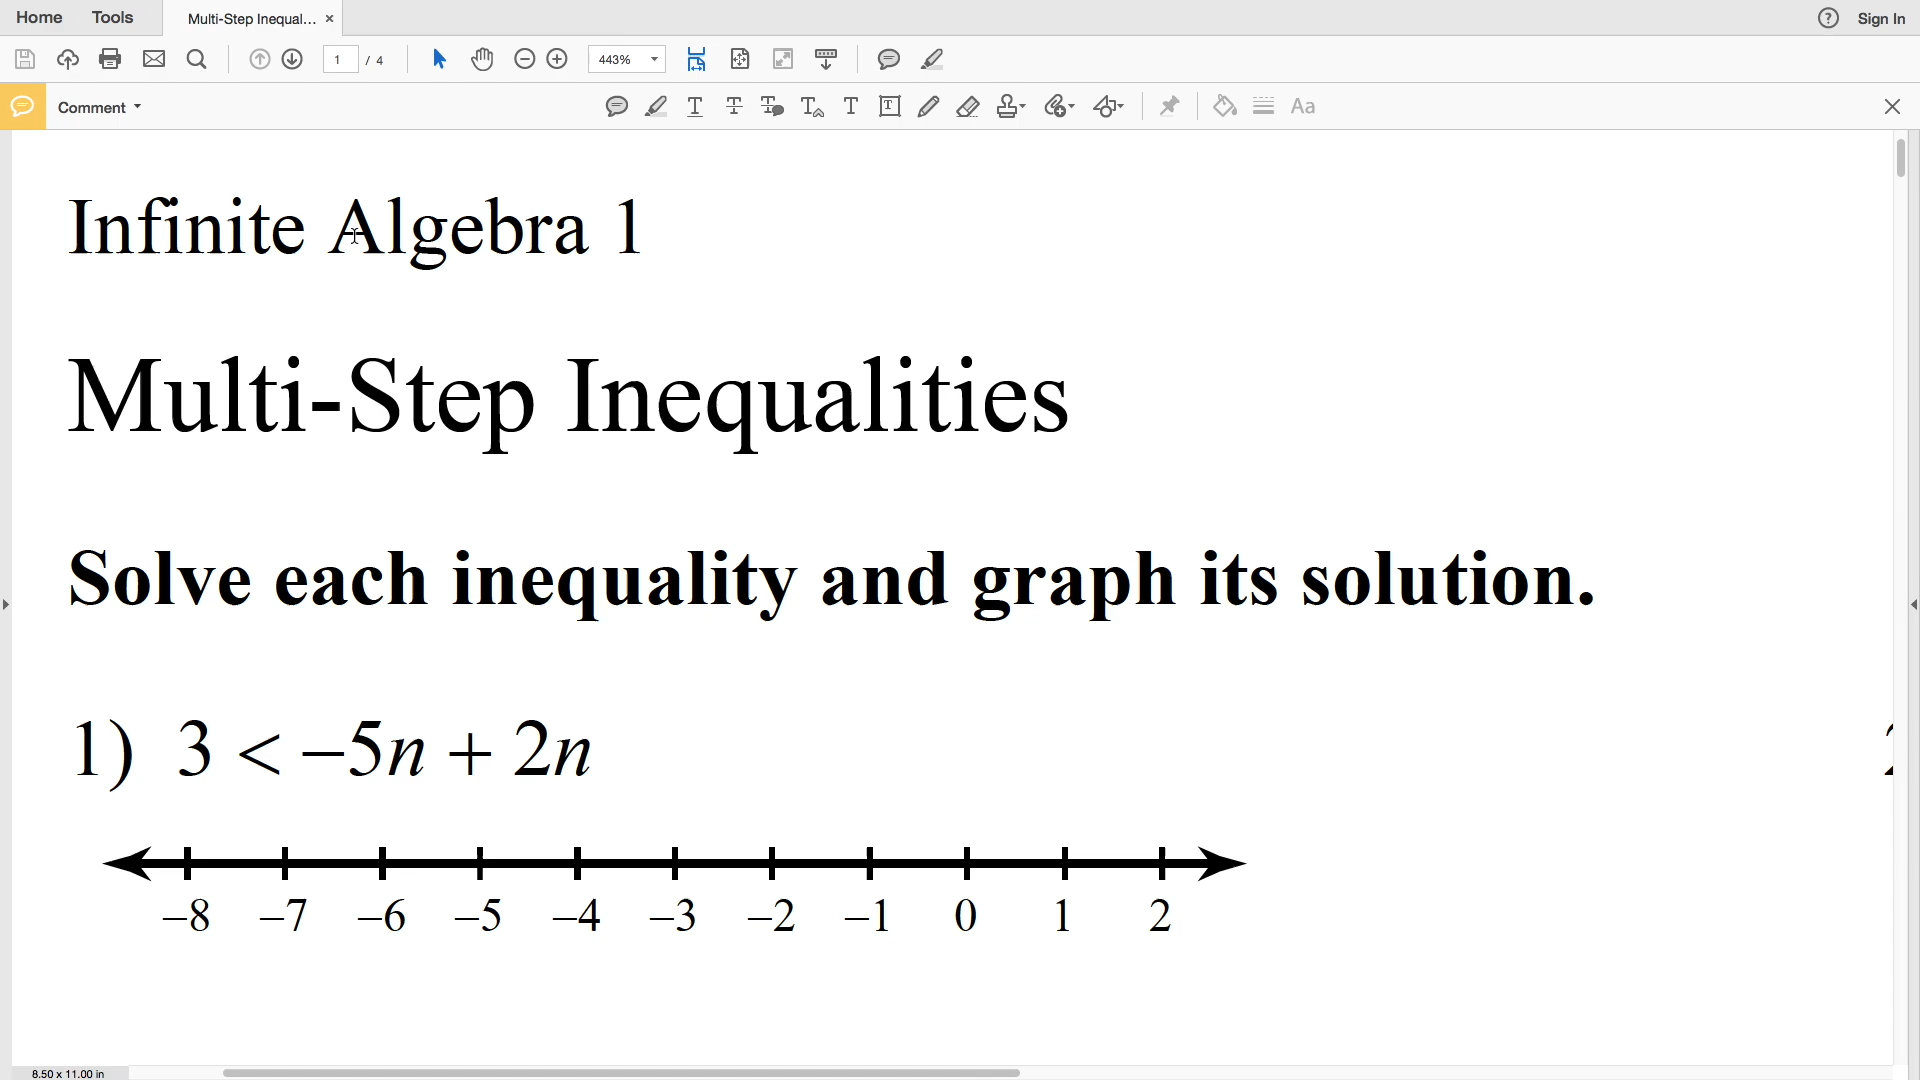 Home Tools Multi-Step Inequal... × Sign In
1 / 4 443%
Comment Aa
Infinite Algebra 1
Multi-Step Inequalities
Solve each inequality and graph its solution.
1) 3 < −5n + 2n
−8 −7 −6 −5 −4 −3 −2 −1 0 1 2
8.50 x 11.00 in